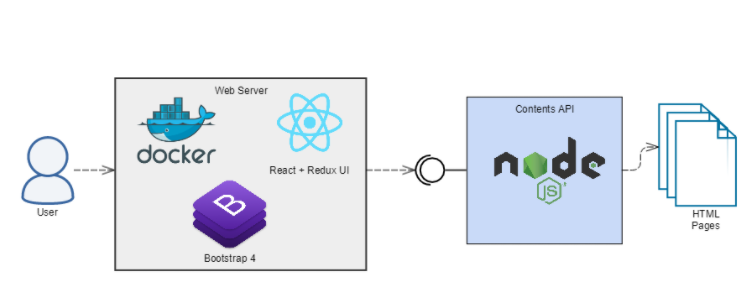 User
Web Server
docker
React + Redux UI
B
Bootstrap 4
Contents API
node
JS
HTML
Pages